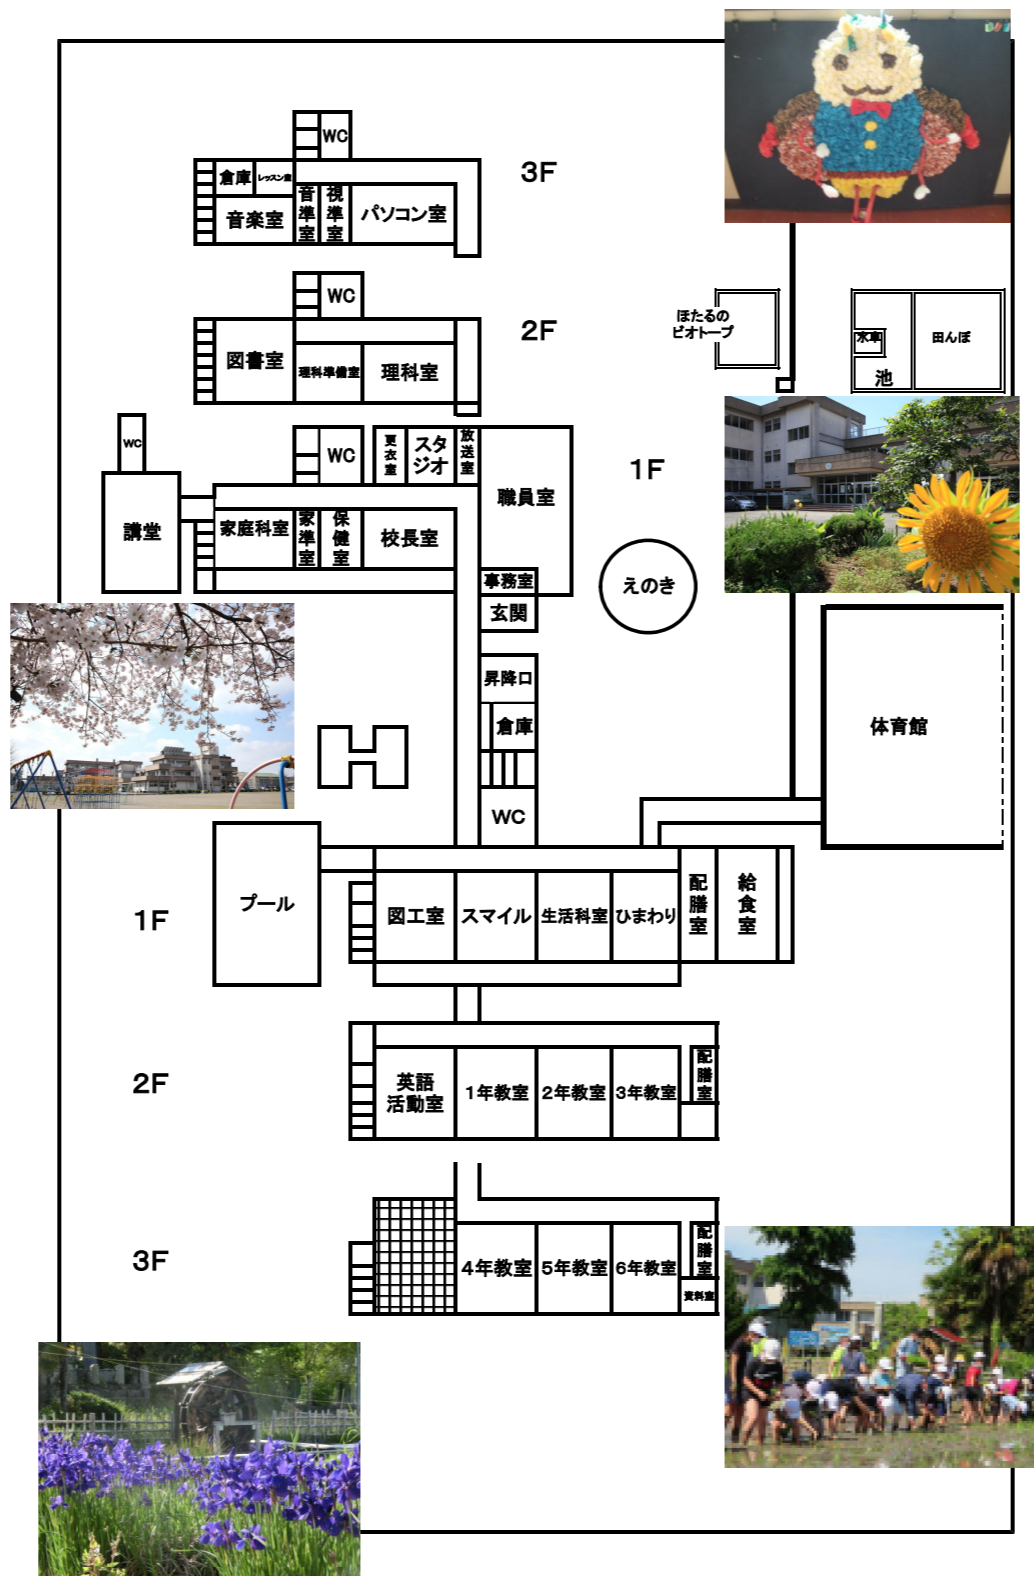 WC
3F
倉庫
レッスン室
音楽室
音準室
視準室
パソコン室
WC
2F
図書室
理科準備室
理科室
ほたるの
ビオトープ
水車
池
田んぼ
WC
WC
更衣室
スタ
ジオ
放送室
1F
職員室
講堂
家庭科室
家準室
保健室
校長室
事務室
玄関
えのき
昇降口
倉庫
体育館
WC
プール
1F
図工室
スマイル
生活科室
ひまわり
配膳室
給食室
2F
英語
活動室
1年教室
2年教室
3年教室
配膳室
3F
4年教室
5年教室
6年教室
配膳室
資料室